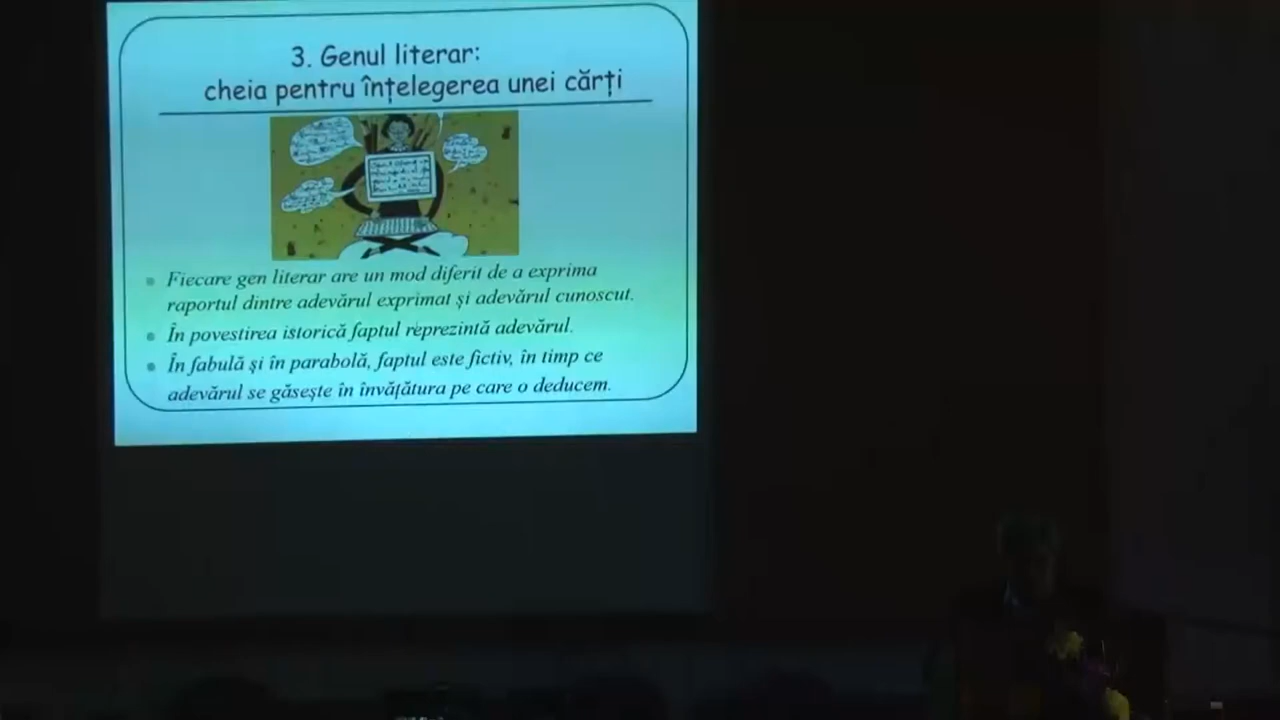 3. Genul literar:
cheia pentru înțelegerea unei cărți
Fiecare gen literar are un mod diferit de a exprima
raportul dintre adevărul exprimat și adevărul cunoscut.
În povestirea istorică faptul reprezintă adevărul.
În fabulă și în parabolă, faptul este fictiv, în timp ce
adevărul se găsește în învățătura pe care o deducem.